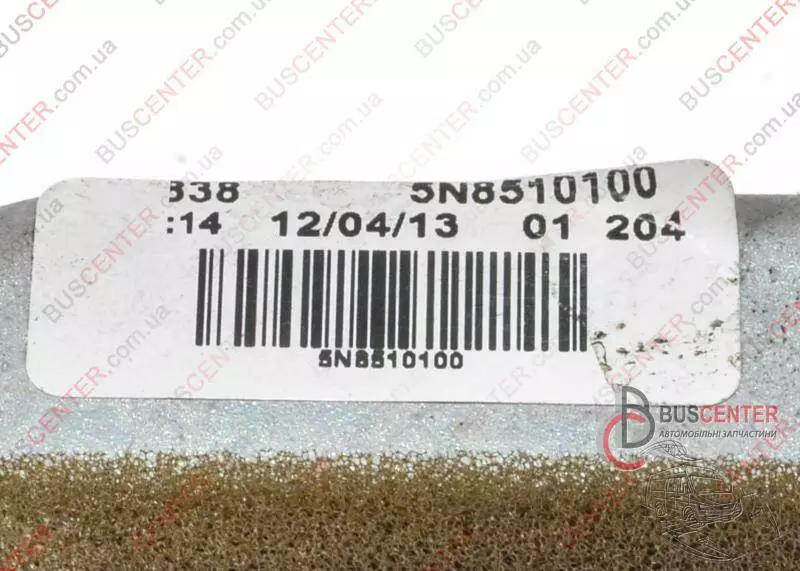 338 5N8510100
:14 12/04/13 01 204
5N8510100
BUSCENTER
АВТОМОБІЛЬНІ ЗАПЧАСТИНИ
BUSCENTER.com.ua